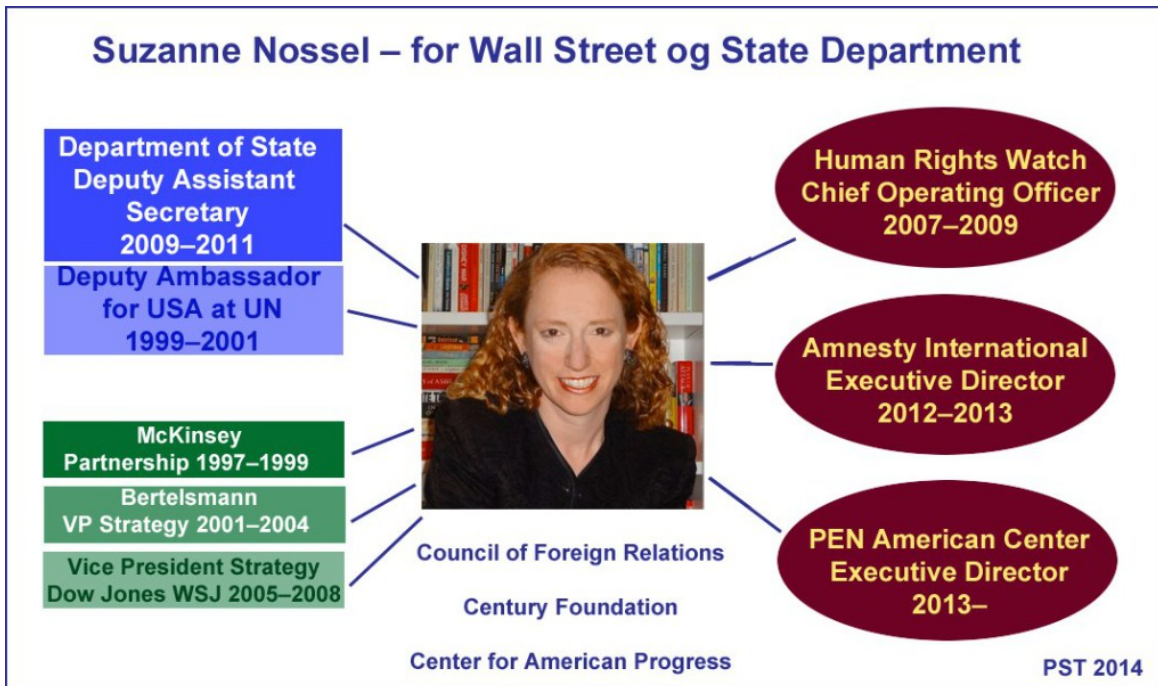 Suzanne Nossel – for Wall Street og State Department
Department of State
Deputy Assistant
Secretary
2009–2011
Deputy Ambassador
for USA at UN
1999–2001
McKinsey
Partnership 1997–1999
Bertelsmann
VP Strategy 2001–2004
Vice President Strategy
Dow Jones WSJ 2005–2008
Council of Foreign Relations
Century Foundation
Center for American Progress
Human Rights Watch
Chief Operating Officer
2007–2009
Amnesty International
Executive Director
2012–2013
PEN American Center
Executive Director
2013–
PST 2014